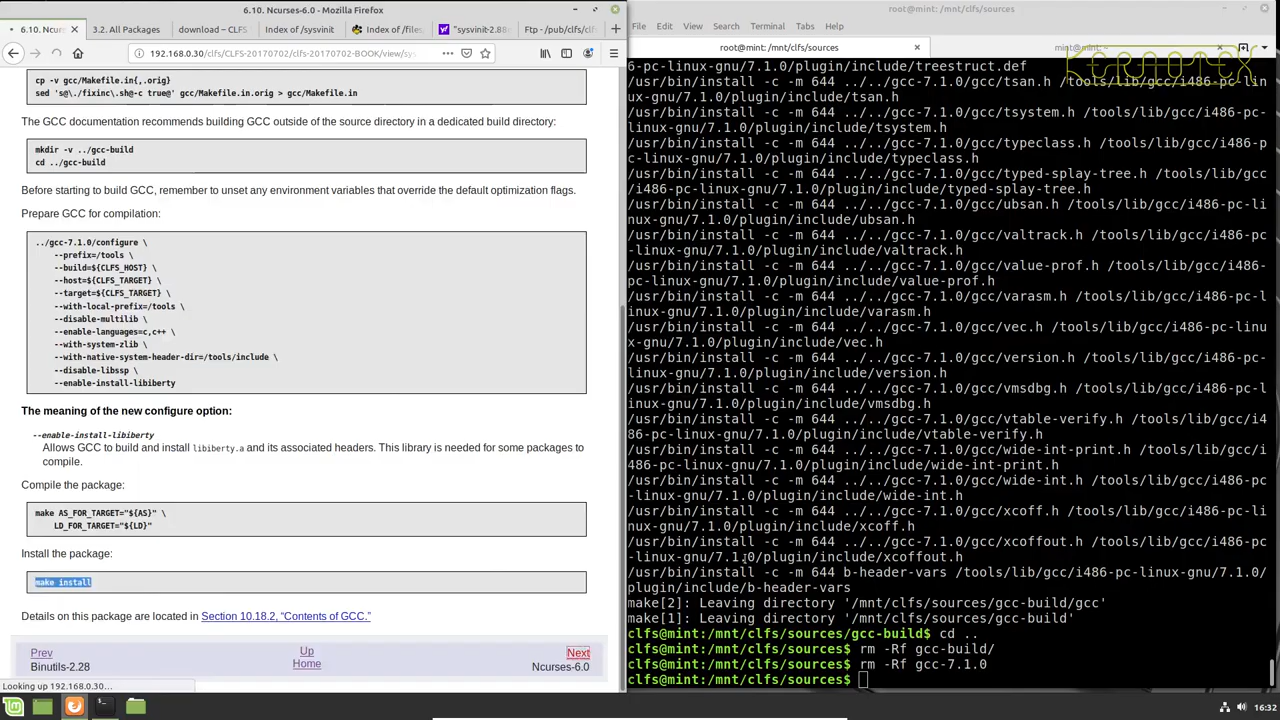 6.10. Ncurses-6.0 - Mozilla Firefox
root@mint: /mnt/clfs/sources
6.10. Ncurs
3.2. All Packages
download – CLFS
Index of /sysvinit
Index of /files/
"sysvinit-2.88
Ftp - /pub/clfs/c
File Edit View Search Terminal Tabs Help
192.168.0.30/clfs/CLFS-20170702/clfs-20170702-BOOK/view/sy
root@mint: /mnt/clfs/sources
root@mint: ~
KERNOTEX
cp -v gcc/Makefile.in{,.orig}
sed 's@\./fixinc\.sh@-c true@' gcc/Makefile.in.orig > gcc/Makefile.in
The GCC documentation recommends building GCC outside of the source directory in a dedicated build directory:
mkdir -v ../gcc-build
cd ../gcc-build
Before starting to build GCC, remember to unset any environment variables that override the default optimization flags.
Prepare GCC for compilation:
../gcc-7.1.0/configure \
--prefix=/tools \
--build=${CLFS_HOST} \
--host=${CLFS_TARGET} \
--target=${CLFS_TARGET} \
--with-local-prefix=/tools \
--disable-multilib \
--enable-languages=c,c++ \
--with-system-zlib \
--with-native-system-header-dir=/tools/include \
--disable-libssp \
--enable-install-libiberty
The meaning of the new configure option:
--enable-install-libiberty
Allows GCC to build and install libiberty.a and its associated headers. This library is needed for some packages to
compile.
Compile the package:
make AS_FOR_TARGET="${AS}" \
LD_FOR_TARGET="${LD}"
Install the package:
make install
Details on this package are located in Section 10.18.2, “Contents of GCC.”
Prev
Up
Next
Binutils-2.28
Home
Ncurses-6.0
Looking up 192.168.0.30…
6-pc-linux-gnu/7.1.0/plugin/include/treestruct.def
/usr/bin/install -c -m 644 ../../gcc-7.1.0/gcc/tsan.h /tools/lib/gcc/i486-pc-lin
ux-gnu/7.1.0/plugin/include/tsan.h
/usr/bin/install -c -m 644 ../../gcc-7.1.0/gcc/tsystem.h /tools/lib/gcc/i486-pc-
linux-gnu/7.1.0/plugin/include/tsystem.h
/usr/bin/install -c -m 644 ../../gcc-7.1.0/gcc/typeclass.h /tools/lib/gcc/i486-p
c-linux-gnu/7.1.0/plugin/include/typeclass.h
/usr/bin/install -c -m 644 ../../gcc-7.1.0/gcc/typed-splay-tree.h /tools/lib/gcc
/i486-pc-linux-gnu/7.1.0/plugin/include/typed-splay-tree.h
/usr/bin/install -c -m 644 ../../gcc-7.1.0/gcc/ubsan.h /tools/lib/gcc/i486-pc-li
nux-gnu/7.1.0/plugin/include/ubsan.h
/usr/bin/install -c -m 644 ../../gcc-7.1.0/gcc/valtrack.h /tools/lib/gcc/i486-pc
-linux-gnu/7.1.0/plugin/include/valtrack.h
/usr/bin/install -c -m 644 ../../gcc-7.1.0/gcc/value-prof.h /tools/lib/gcc/i486-
pc-linux-gnu/7.1.0/plugin/include/value-prof.h
/usr/bin/install -c -m 644 ../../gcc-7.1.0/gcc/varasm.h /tools/lib/gcc/i486-pc-l
inux-gnu/7.1.0/plugin/include/varasm.h
/usr/bin/install -c -m 644 ../../gcc-7.1.0/gcc/vec.h /tools/lib/gcc/i486-pc-linu
x-gnu/7.1.0/plugin/include/vec.h
/usr/bin/install -c -m 644 ../../gcc-7.1.0/gcc/version.h /tools/lib/gcc/i486-pc-
linux-gnu/7.1.0/plugin/include/version.h
/usr/bin/install -c -m 644 ../../gcc-7.1.0/gcc/vmsdbg.h /tools/lib/gcc/i486-pc-l
inux-gnu/7.1.0/plugin/include/vmsdbg.h
/usr/bin/install -c -m 644 ../../gcc-7.1.0/gcc/vtable-verify.h /tools/lib/gcc/i4
86-pc-linux-gnu/7.1.0/plugin/include/vtable-verify.h
/usr/bin/install -c -m 644 ../../gcc-7.1.0/gcc/wide-int-print.h /tools/lib/gcc/i
486-pc-linux-gnu/7.1.0/plugin/include/wide-int-print.h
/usr/bin/install -c -m 644 ../../gcc-7.1.0/gcc/wide-int.h /tools/lib/gcc/i486-pc
-linux-gnu/7.1.0/plugin/include/wide-int.h
/usr/bin/install -c -m 644 ../../gcc-7.1.0/gcc/xcoff.h /tools/lib/gcc/i486-pc-li
nux-gnu/7.1.0/plugin/include/xcoff.h
/usr/bin/install -c -m 644 ../../gcc-7.1.0/gcc/xcoffout.h /tools/lib/gcc/i486-pc
-linux-gnu/7.1.0/plugin/include/xcoffout.h
/usr/bin/install -c -m 644 b-header-vars /tools/lib/gcc/i486-pc-linux-gnu/7.1.0/
plugin/include/b-header-vars
make[2]: Leaving directory '/mnt/clfs/sources/gcc-build/gcc'
make[1]: Leaving directory '/mnt/clfs/sources/gcc-build'
clfs@mint:/mnt/clfs/sources/gcc-build$ cd ..
clfs@mint:/mnt/clfs/sources$ rm -Rf gcc-build/
clfs@mint:/mnt/clfs/sources$ rm -Rf gcc-7.1.0
clfs@mint:/mnt/clfs/sources$
16:32